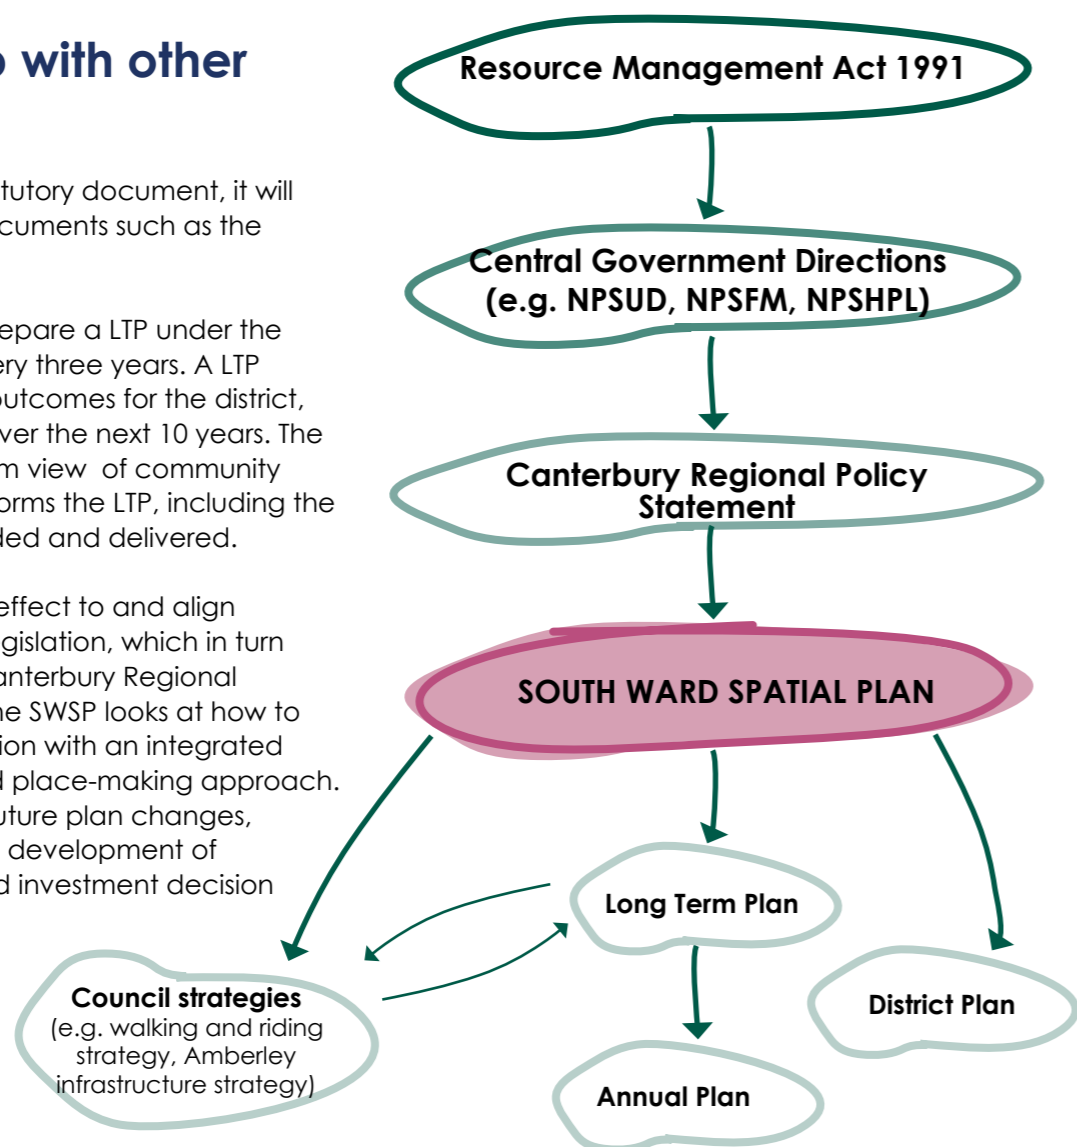 with other
tutory document, it will
cuments such as the
epare a LTP under the
ery three years. A LTP
outcomes for the district,
ver the next 10 years. The
m view of community
orms the LTP, including the
ded and delivered.
effect to and align
gislation, which in turn
anterbury Regional
ne SWSP looks at how to
ion with an integrated
d place-making approach.
uture plan changes,
development of
d investment decision
Resource Management Act 1991
Central Government Directions
(e.g. NPSUD, NPSFM, NPSHPL)
Canterbury Regional Policy
Statement
SOUTH WARD SPATIAL PLAN
Long Term Plan
Council strategies
(e.g. walking and riding
strategy, Amberley
infrastructure strategy)
District Plan
Annual Plan